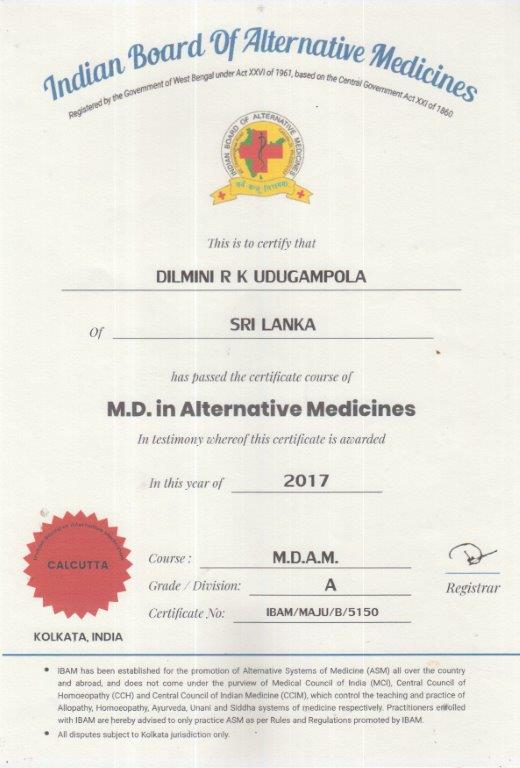 Indian Board Of Alternative Medicines
Registered by the Government of West Bengal under Act XXVI of 1961, based on the Central Government Act XXI of 1860
INDIAN BOARD OF ALTERNATIVE MEDICINES
This is to certify that
DILMINI R K UDUGAMPOLA
Of SRI LANKA
has passed the certificate course of
M.D. in Alternative Medicines
In testimony whereof this certificate is awarded
In this year of 2017
Course : M.D.A.M.
Grade / Division: A
Certificate No: IBAM/MAJU/B/5150
Registrar
CALCUTTA
KOLKATA, INDIA
• IBAM has been established for the promotion of Alternative Systems of Medicine (ASM) all over the country
and abroad, and does not come under the purview of Medical Council of India (MCI), Central Council of
Homoeopathy (CCH) and Central Council of Indian Medicine (CCIM), which control the teaching and practice of
Allopathy, Homoeopathy, Ayurveda, Unani and Siddha systems of medicine respectively. Practitioners enrolled
with IBAM are hereby advised to only practice ASM as per Rules and Regulations promoted by IBAM.
• All disputes subject to Kolkata jurisdiction only.